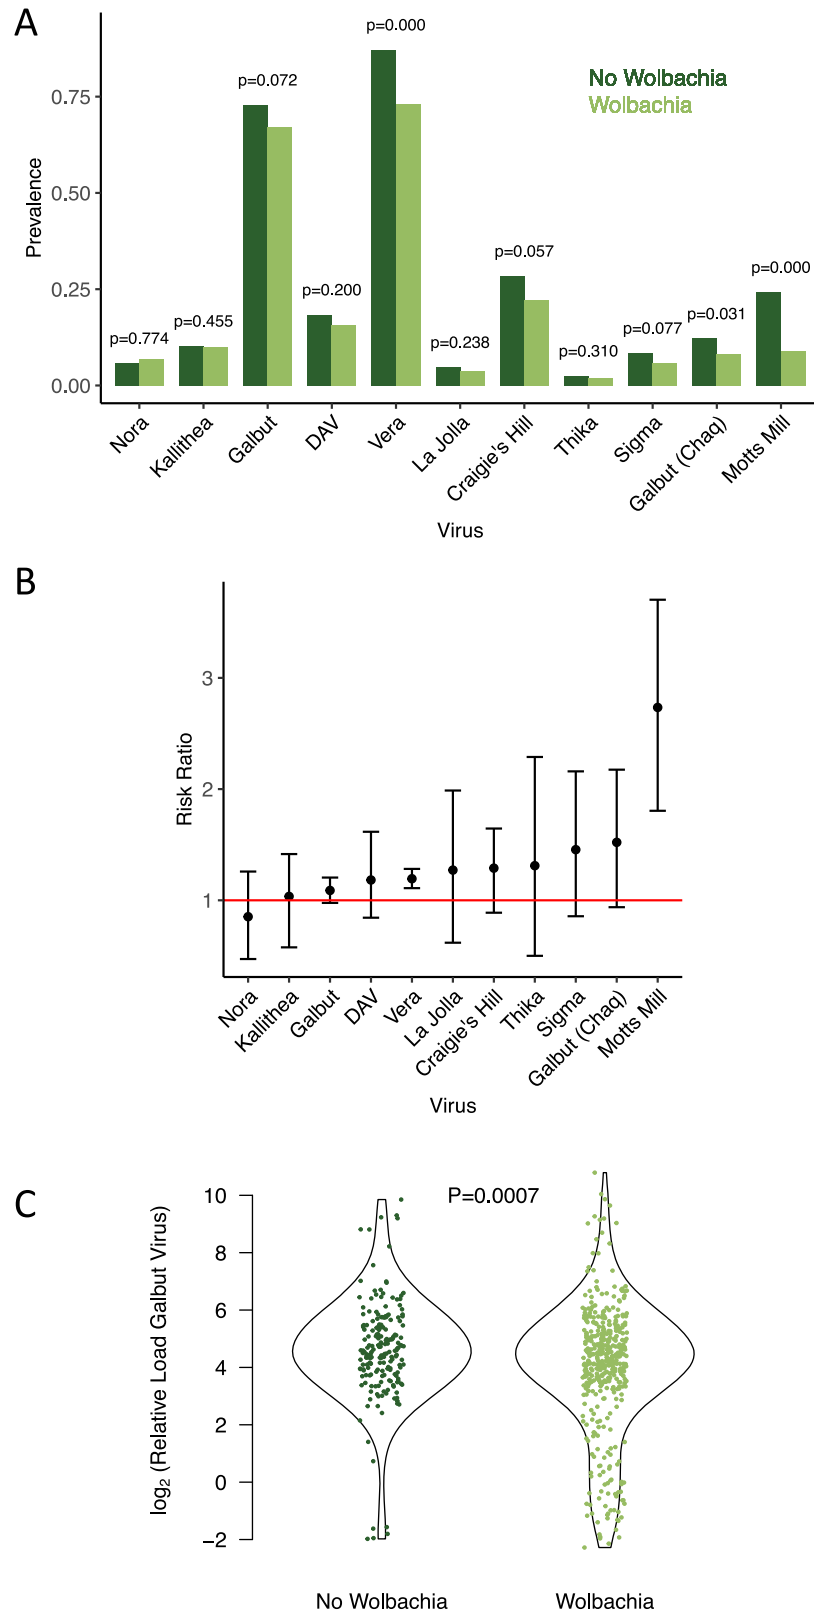 A
No Wolbachia
Wolbachia
Prevalence
0.75
0.50
0.25
0.00
p=0.774
p=0.455
p=0.072
p=0.200
p=0.000
p=0.238
p=0.057
p=0.310
p=0.077
p=0.031
p=0.000
Nora
Kallithea
Galbut
DAV
Vera
La Jolla
Craigie's Hill
Thika
Sigma
Galbut (Chaq)
Motts Mill
Virus
B
Risk Ratio
3
2
1
Nora
Kallithea
Galbut
DAV
Vera
La Jolla
Craigie's Hill
Thika
Sigma
Galbut (Chaq)
Motts Mill
Virus
C
P=0.0007
log₂ (Relative Load Galbut Virus)
10
8
6
4
2
0
−2
No Wolbachia
Wolbachia